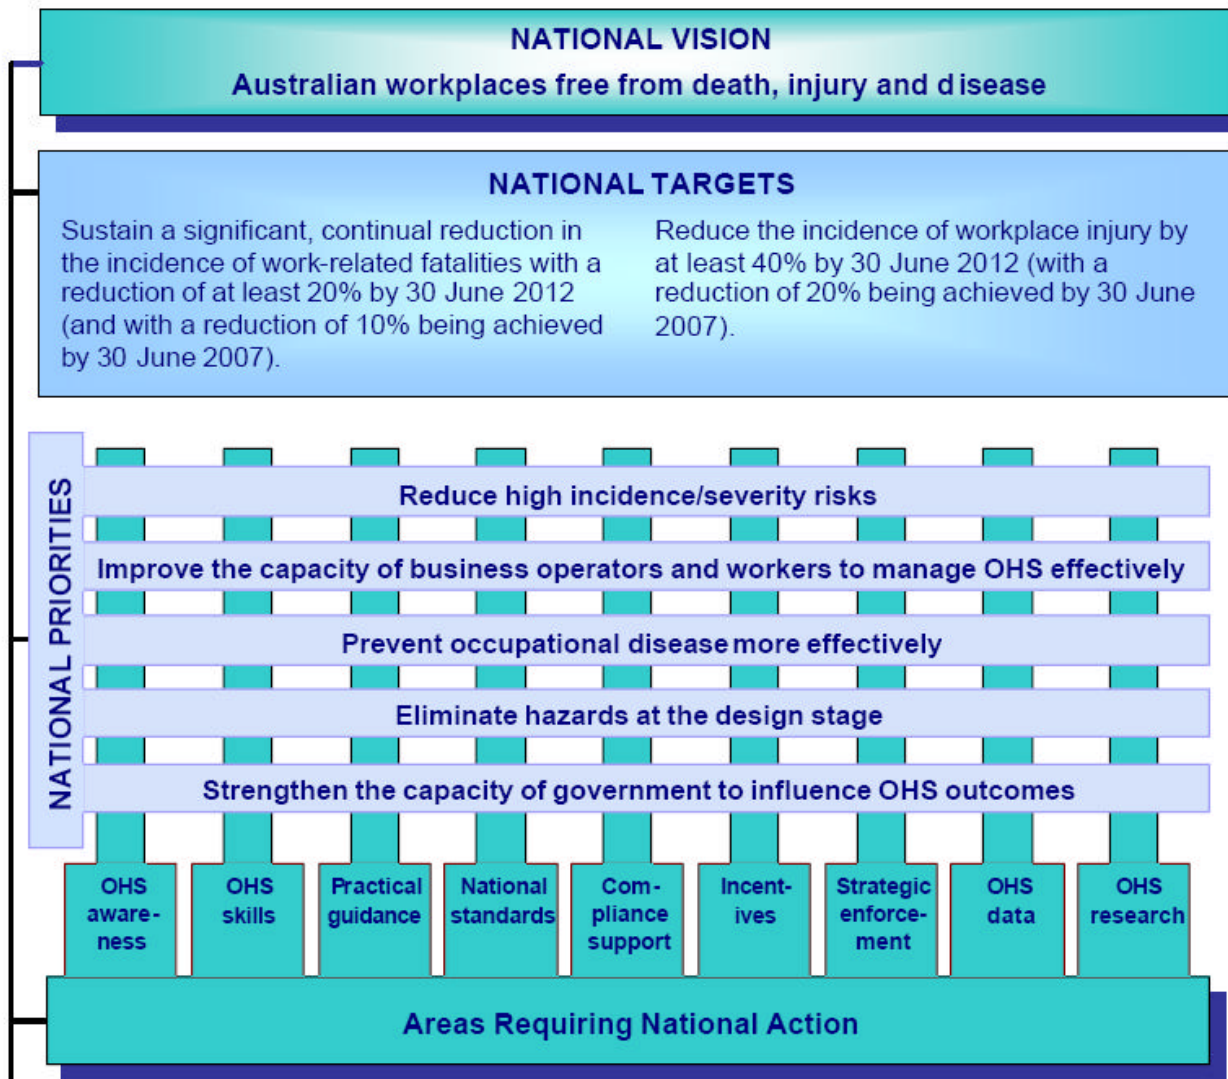 NATIONAL VISION
Australian workplaces free from death, injury and disease
NATIONAL TARGETS
Sustain a significant, continual reduction in
the incidence of work-related fatalities with a
reduction of at least 20% by 30 June 2012
(and with a reduction of 10% being achieved
by 30 June 2007).
Reduce the incidence of workplace injury by
at least 40% by 30 June 2012 (with a
reduction of 20% being achieved by 30 June
2007).
NATIONAL PRIORITIES
Reduce high incidence/severity risks
Improve the capacity of business operators and workers to manage OHS effectively
Prevent occupational disease more effectively
Eliminate hazards at the design stage
Strengthen the capacity of government to influence OHS outcomes
OHS
aware-
ness
OHS
skills
Practical
guidance
National
standards
Com-
pliance
support
Incent-
ives
Strategic
enforce-
ment
OHS
data
OHS
research
Areas Requiring National Action